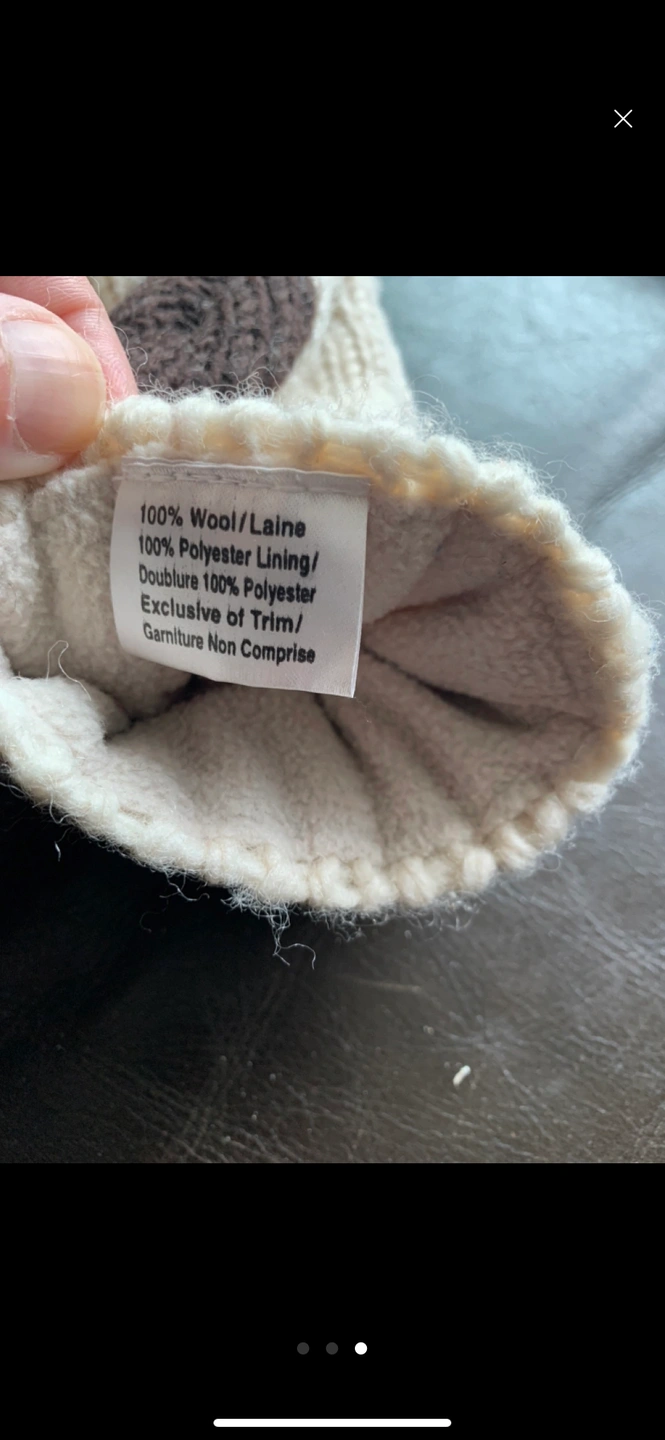 100% Wool/Laine
100% Polyester Lining/
Doublure 100% Polyester
Exclusive of Trim/
Garniture Non Comprise